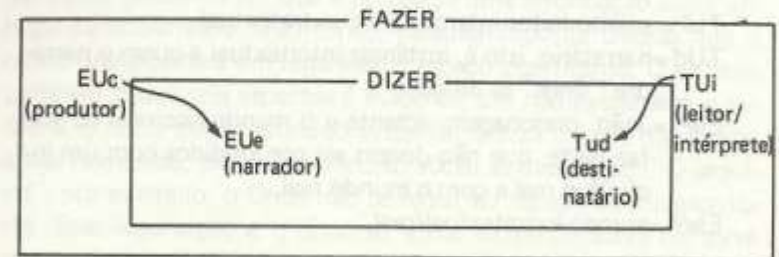 FAZER
EUc DIZER TUi
(produtor) (leitor/
EUe Tud intérprete)
(narrador) (desti-
natário)